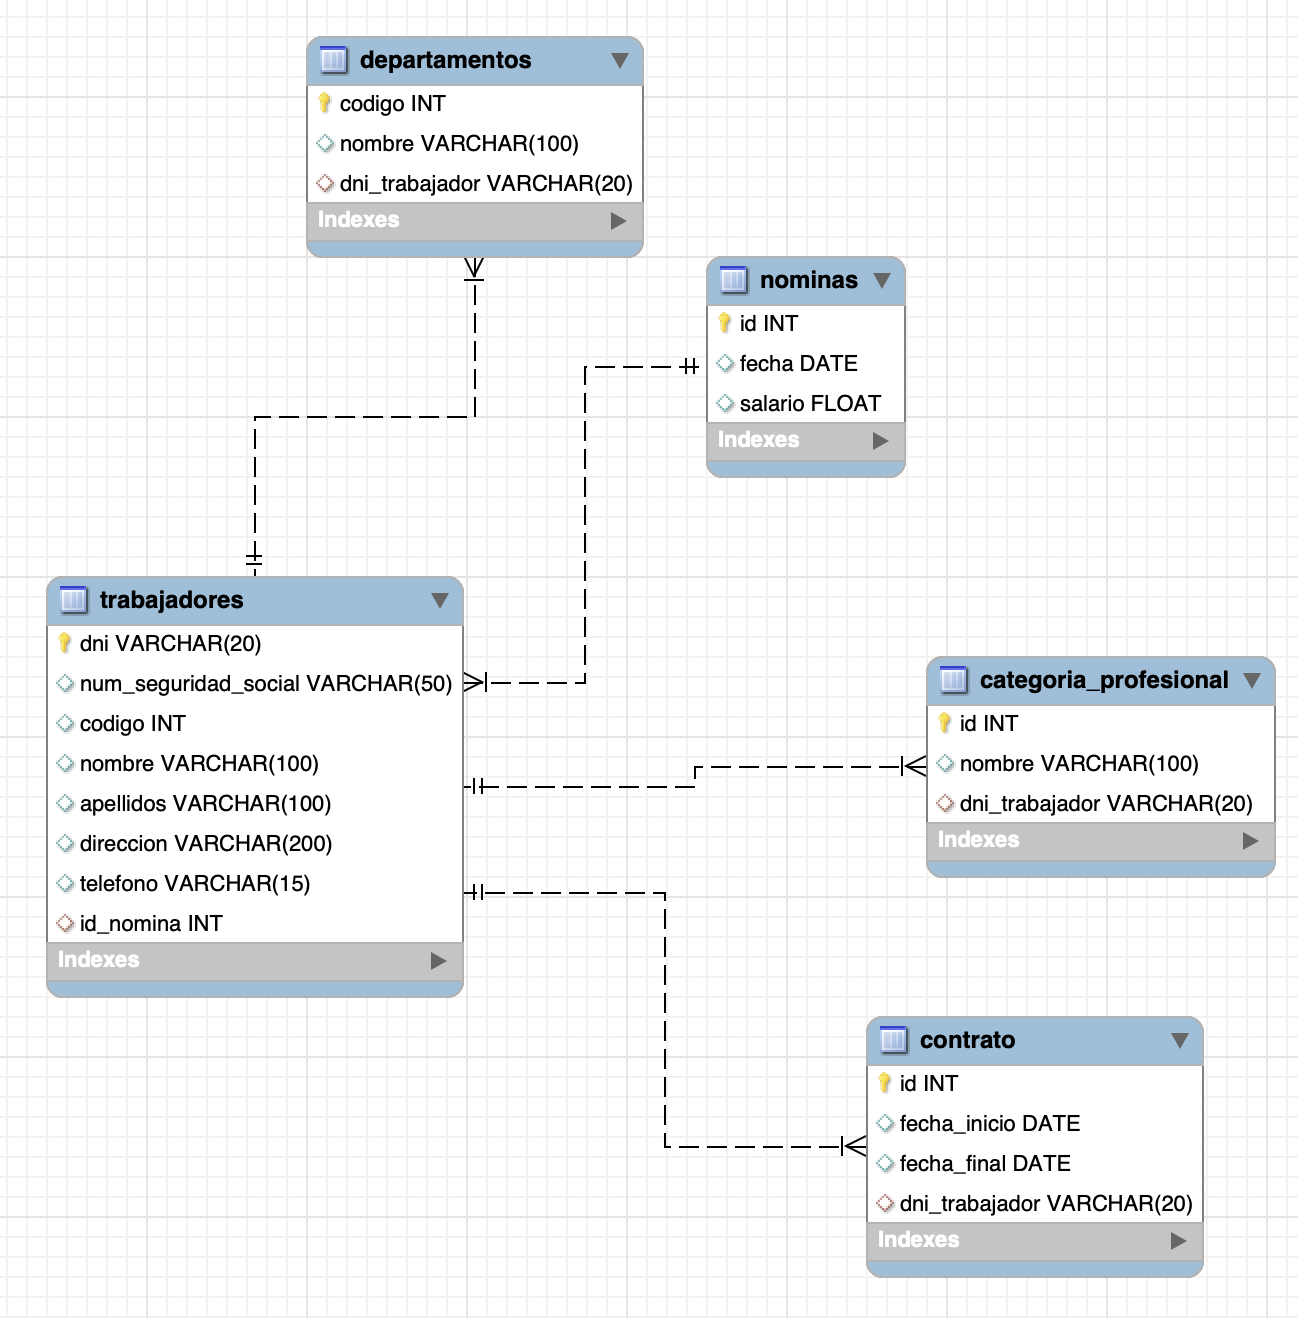 departamentos
codigo INT
nombre VARCHAR(100)
dni_trabajador VARCHAR(20)
Indexes
nominas
id INT
fecha DATE
salario FLOAT
Indexes
trabajadores
dni VARCHAR(20)
num_seguridad_social VARCHAR(50)
codigo INT
nombre VARCHAR(100)
apellidos VARCHAR(100)
direccion VARCHAR(200)
telefono VARCHAR(15)
id_nomina INT
Indexes
categoria_profesional
id INT
nombre VARCHAR(100)
dni_trabajador VARCHAR(20)
Indexes
contrato
id INT
fecha_inicio DATE
fecha_final DATE
dni_trabajador VARCHAR(20)
Indexes